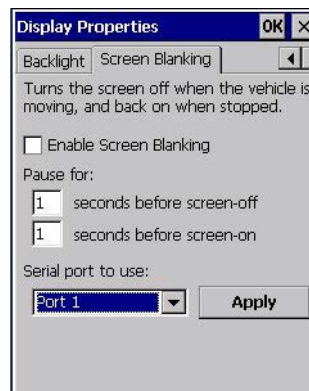 Display Properties OK ×
Backlight Screen Blanking
Turns the screen off when the vehicle is
moving, and back on when stopped.
Enable Screen Blanking
Pause for:
1 seconds before screen-off
1 seconds before screen-on
Serial port to use:
Port 1 Apply